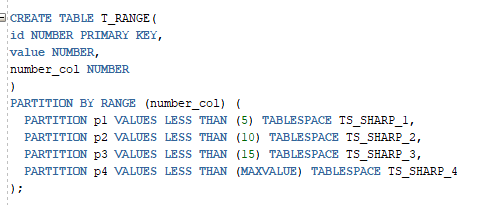 CREATE TABLE T_RANGE(
id NUMBER PRIMARY KEY,
value NUMBER,
number_col NUMBER
)
PARTITION BY RANGE (number_col) (
PARTITION p1 VALUES LESS THAN (5) TABLESPACE TS_SHARP_1,
PARTITION p2 VALUES LESS THAN (10) TABLESPACE TS_SHARP_2,
PARTITION p3 VALUES LESS THAN (15) TABLESPACE TS_SHARP_3,
PARTITION p4 VALUES LESS THAN (MAXVALUE) TABLESPACE TS_SHARP_4
);